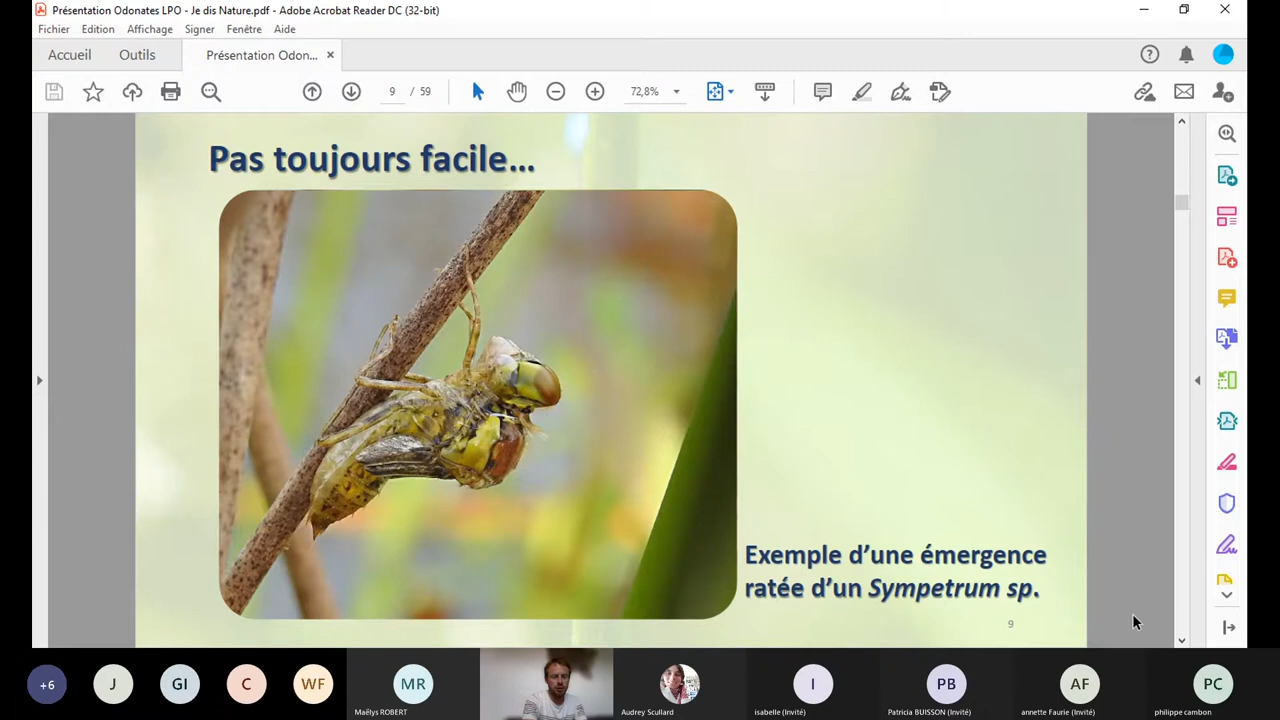 Présentation Odonates LPO - Je dis Nature.pdf - Adobe Acrobat Reader DC (32-bit)
Fichier Edition Affichage Signer Fenêtre Aide
Accueil Outils Présentation Odon... ×
9 / 59 72,8%
Pas toujours facile...
Exemple d'une émergence
ratée d'un Sympetrum sp.
9
+6 J GI C WF MR I PB AF PC
Maëlys ROBERT Audrey Scullard isabelle (Invité) Patricia BUISSON (Invité) annette Faurie (Invité) philippe cambon